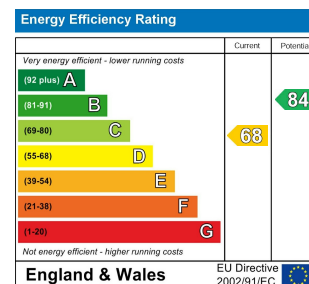 Energy Efficiency Rating
Current Potentia
Very energy efficient - lower running costs
(92 plus) A
(81-91) B
84
(69-80) C
68
(55-68) D
(39-54) E
(21-38) F
(1-20) G
Not energy efficient - higher running costs
England & Wales
EU Directive
2002/91/EC